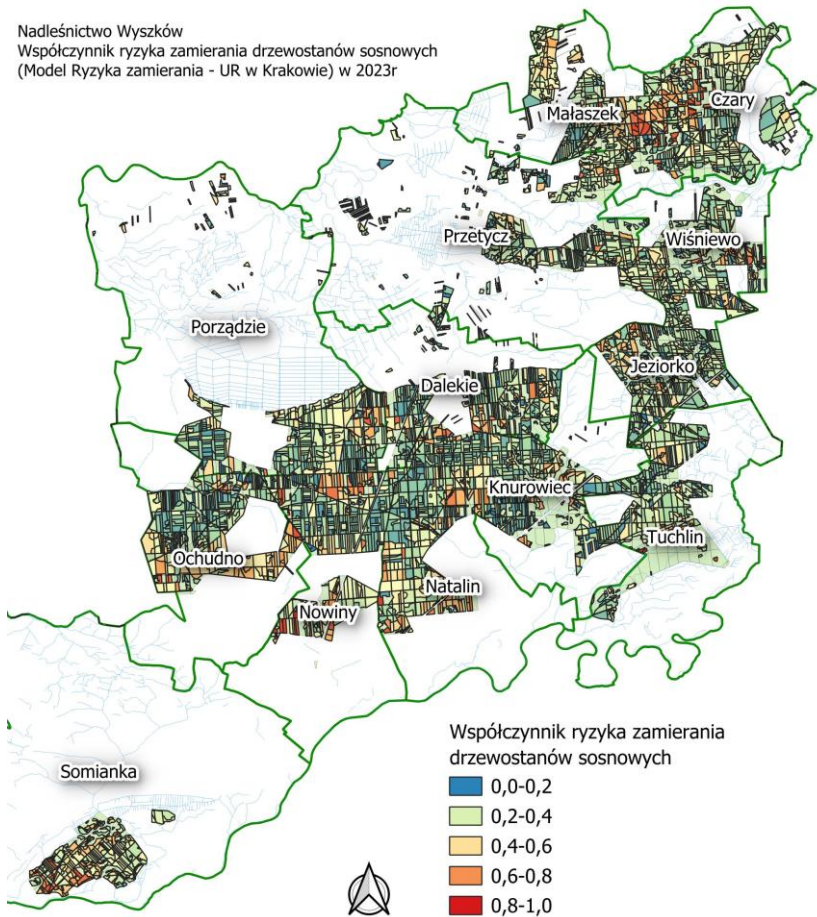 Nadleśnictwo Wyszków
Współczynnik ryzyka zamierania drzewostanów sosnowych
(Model Ryzyka zamierania - UR w Krakowie) w 2023r
Czary
Małaszek
Przetycz
Wiśniewo
Porządzie
Jeziorko
Dalekie
Knurowiec
Tuchlin
Ochudno
Natalin
Nowiny
Somianka
Współczynnik ryzyka zamierania
drzewostanów sosnowych
0,0-0,2
0,2-0,4
0,4-0,6
0,6-0,8
0,8-1,0